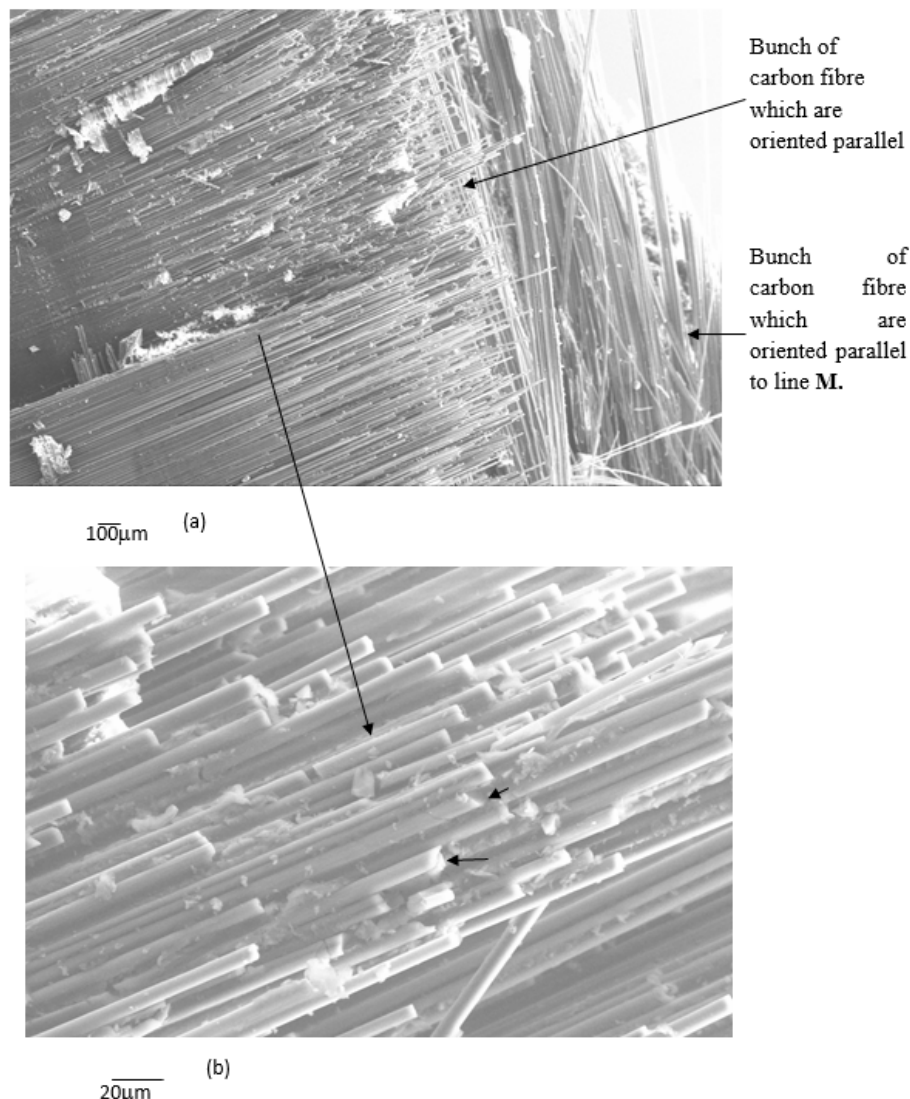 Bunch of
carbon fibre
which are
oriented parallel
Bunch of
carbon fibre
which are
oriented parallel
to line M.
100μm (a)
(b)
20μm